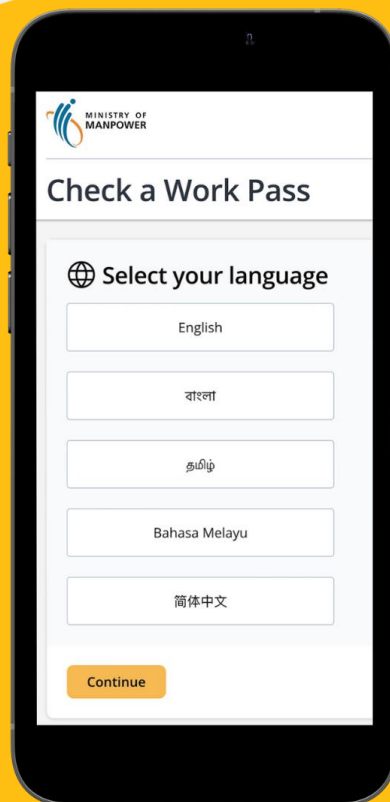 MINISTRY OF
MANPOWER
Check a Work Pass
Select your language
English
বাংলা
தமிழ்
Bahasa Melayu
简体中文
Continue